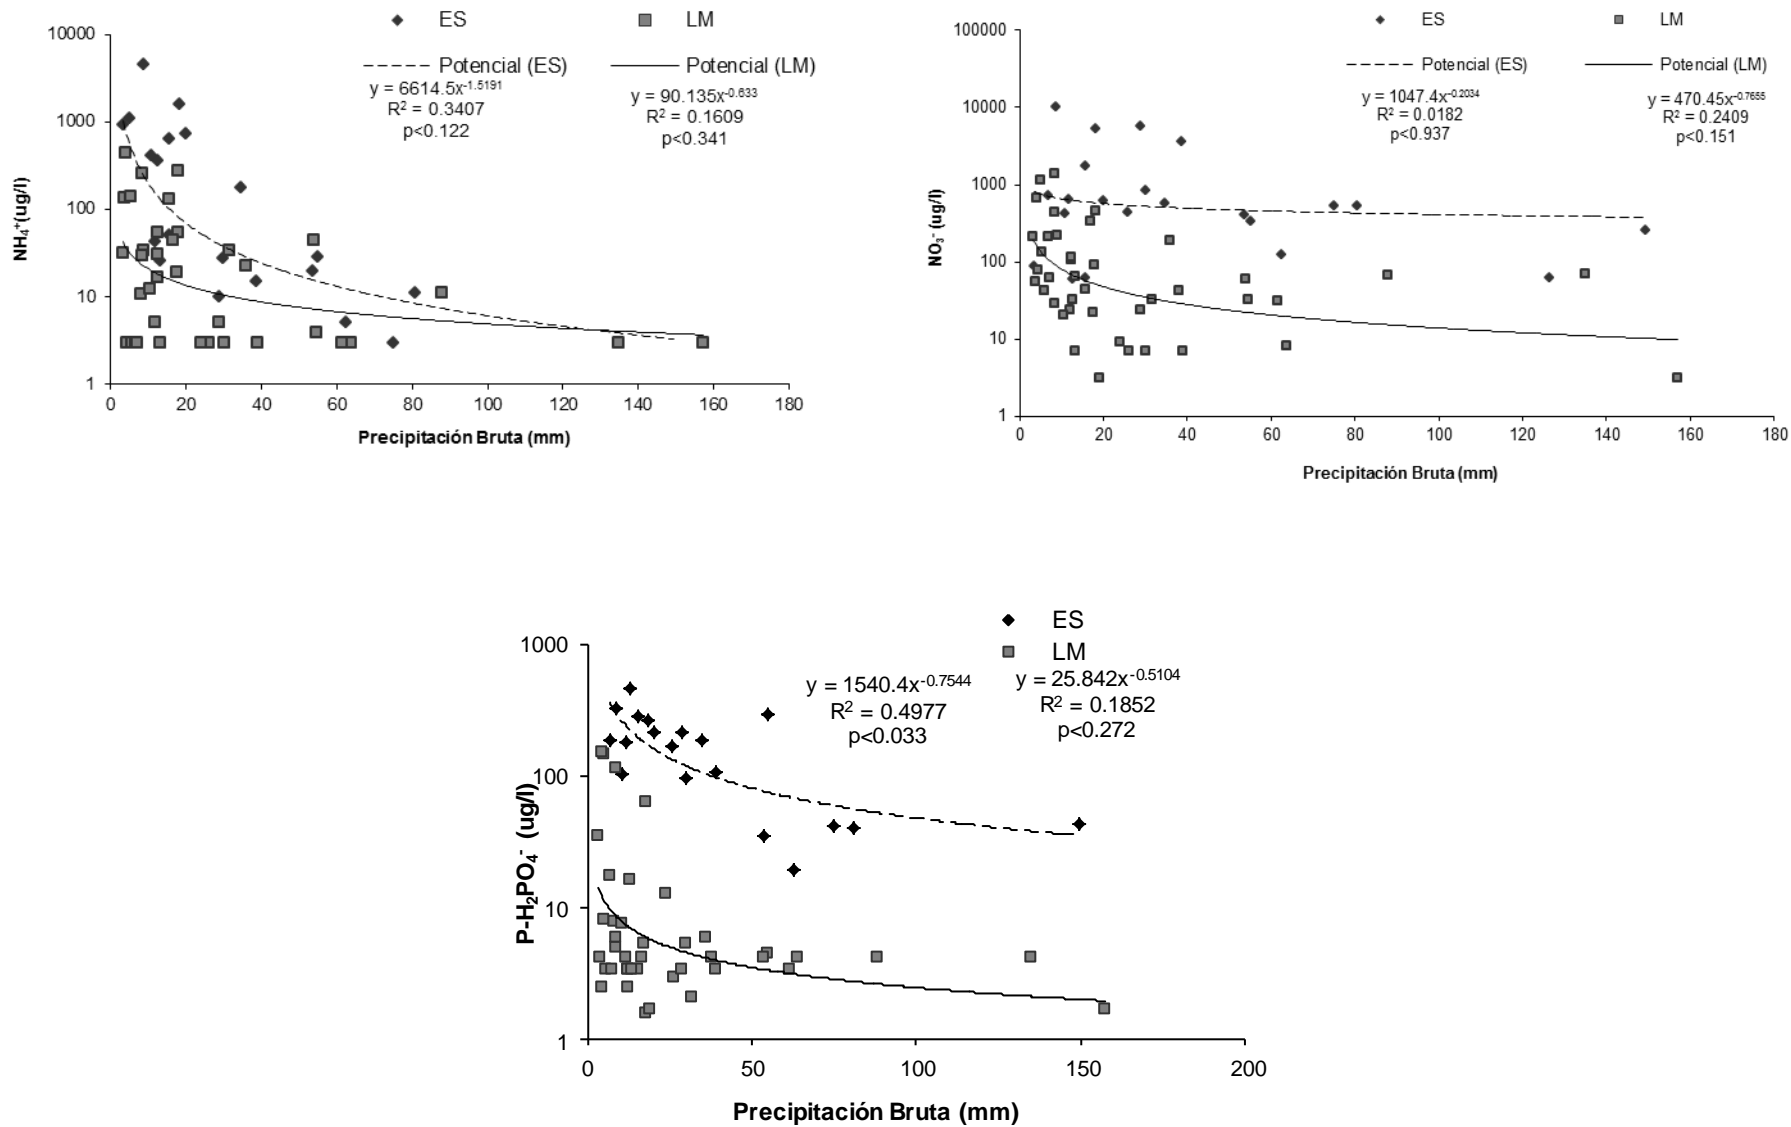 ES LM
Potencial (ES) Potencial (LM)
y = 6614.5x-1.5191
R2 = 0.3407
p<0.122
y = 90.135x-0.633
R2 = 0.1609
p<0.341
10000
1000
100
10
1
NH4+(ug/l)
0 20 40 60 80 100 120 140 160 180
Precipitación Bruta (mm)
ES LM
Potencial (ES) Potencial (LM)
y = 1047.4x-0.2034
R2 = 0.0182
p<0.937
y = 470.45x-0.7655
R2 = 0.2409
p<0.151
100000
10000
1000
100
10
1
NO3- (ug/l)
0 20 40 60 80 100 120 140 160 180
Precipitación Bruta (mm)
ES
LM
y = 1540.4x-0.7544
R2 = 0.4977
p<0.033
y = 25.842x-0.5104
R2 = 0.1852
p<0.272
1000
100
10
1
P-H2PO4- (ug/l)
0 50 100 150 200
Precipitación Bruta (mm)